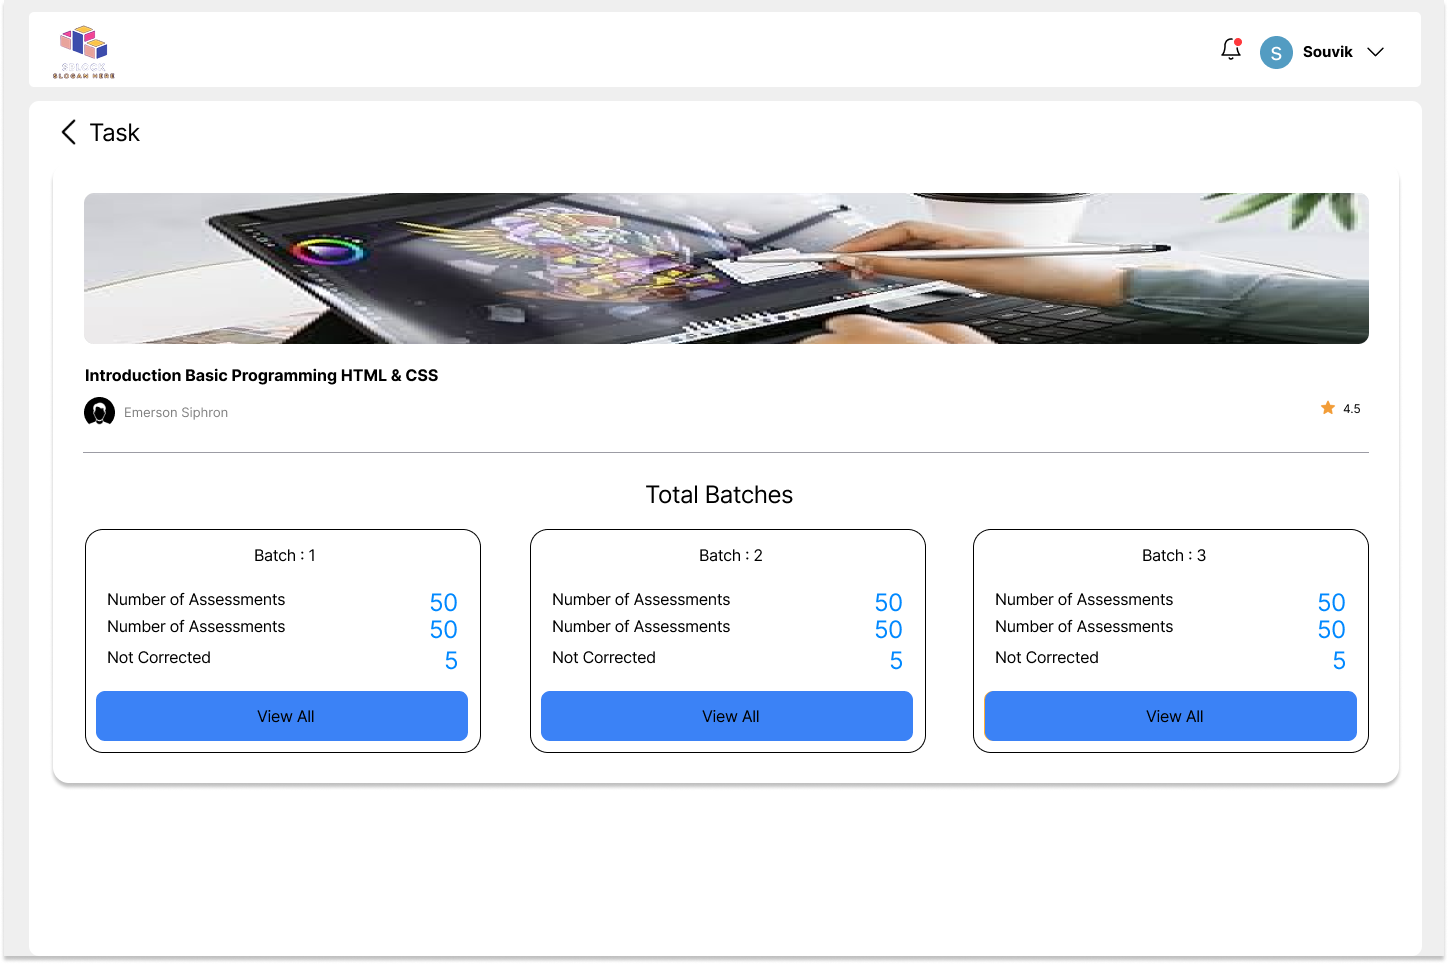 SLOGAN HERE
S
Souvik
Task
Introduction Basic Programming HTML & CSS
Emerson Siphron
4.5
Total Batches
Batch : 1
Number of Assessments 50
Number of Assessments 50
Not Corrected 5
View All
Batch : 2
Number of Assessments 50
Number of Assessments 50
Not Corrected 5
View All
Batch : 3
Number of Assessments 50
Number of Assessments 50
Not Corrected 5
View All